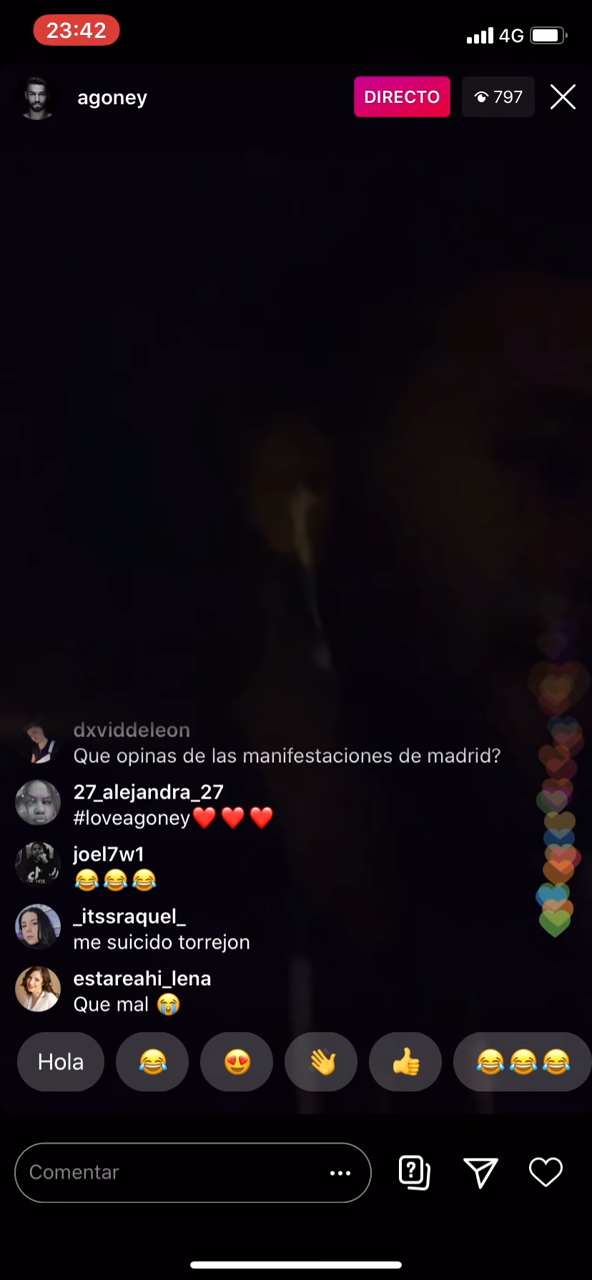 23:42
4G
agoney
DIRECTO
797
dxviddeleon
Que opinas de las manifestaciones de madrid?
27_alejandra_27
#loveagoney❤️❤️❤️
joel7w1
😂😂😂
_itssraquel_
me suicido torrejon
estareahi_lena
Que mal 😭
Hola 😂 😍 👋 👍 😂😂😂
Comentar